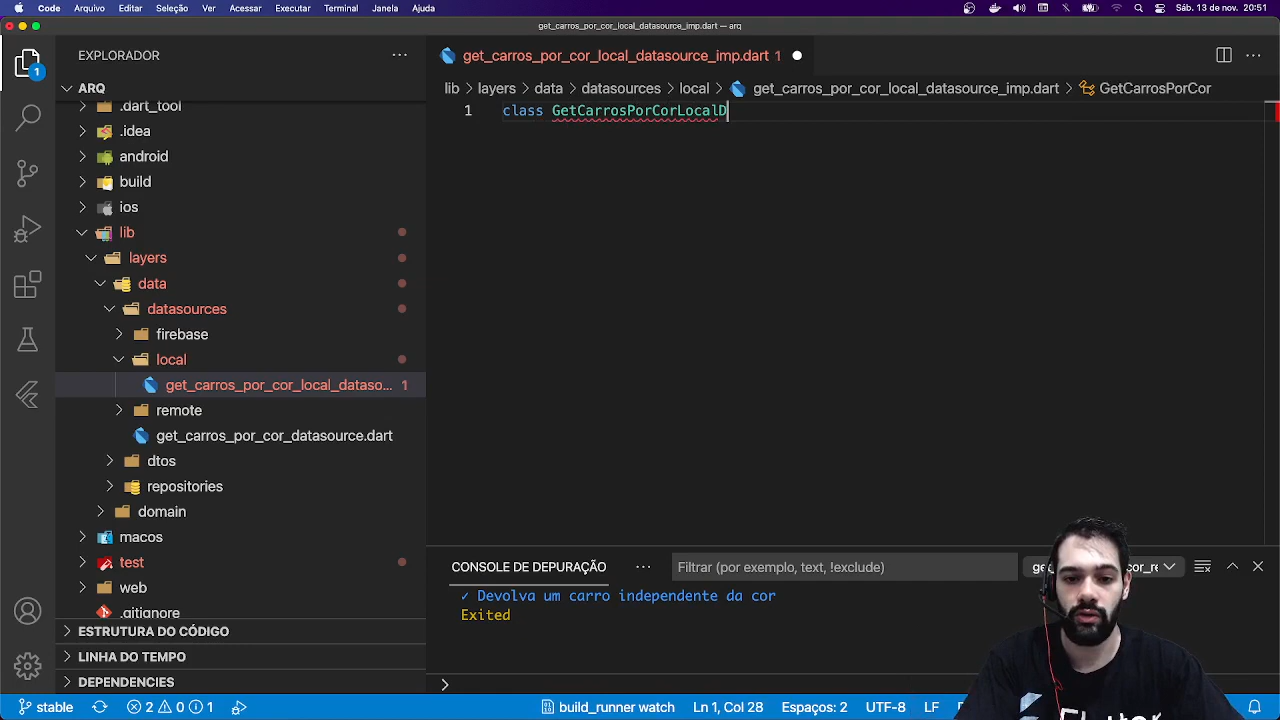 Code Arquivo Editar Seleção Ver Acessar Executar Terminal Janela Ajuda Sáb. 13 de nov. 20:51
get_carros_por_cor_local_datasource_imp.dart — arq
EXPLORADOR
get_carros_por_cor_local_datasource_imp.dart 1
1
ARQ
lib > layers > data > datasources > local > get_carros_por_cor_local_datasource_imp.dart > GetCarrosPorCor
1 class GetCarrosPorCorLocalD
.dart_tool
.idea
android
build
ios
lib
layers
data
datasources
firebase
local
get_carros_por_cor_local_dataso... 1
remote
get_carros_por_cor_datasource.dart
dtos
repositories
domain
macos
test
web
.gitignore
ESTRUTURA DO CÓDIGO
LINHA DO TEMPO
DEPENDENCIES
CONSOLE DE DEPURAÇÃO
Filtrar (por exemplo, text, !exclude)
✓ Devolva um carro independente da cor
Exited
stable 2 0 1 build_runner watch Ln 1, Col 28 Espaços: 2 UTF-8 LF